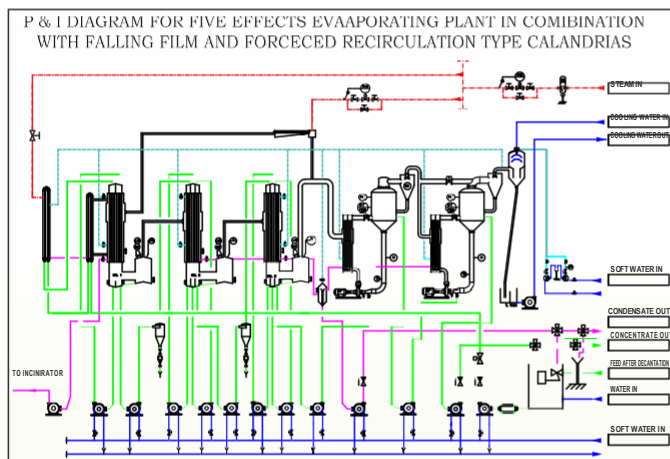 P & I DIAGRAM FOR FIVE EFFECTS EVAAPORATING PLANT IN COMBINATION
WITH FALLING FILM AND FORCECED RECIRCULATION TYPE CALANDRIAS
STEAM IN
COOLING WATER IN
COOLING WATER OUT
SOFT WATER IN
CONDENSATE OUT
CONCENTRATE OUT
FEED AFTER DECANTATION
TO INCINIRATOR
WATER IN
SOFT WATER IN